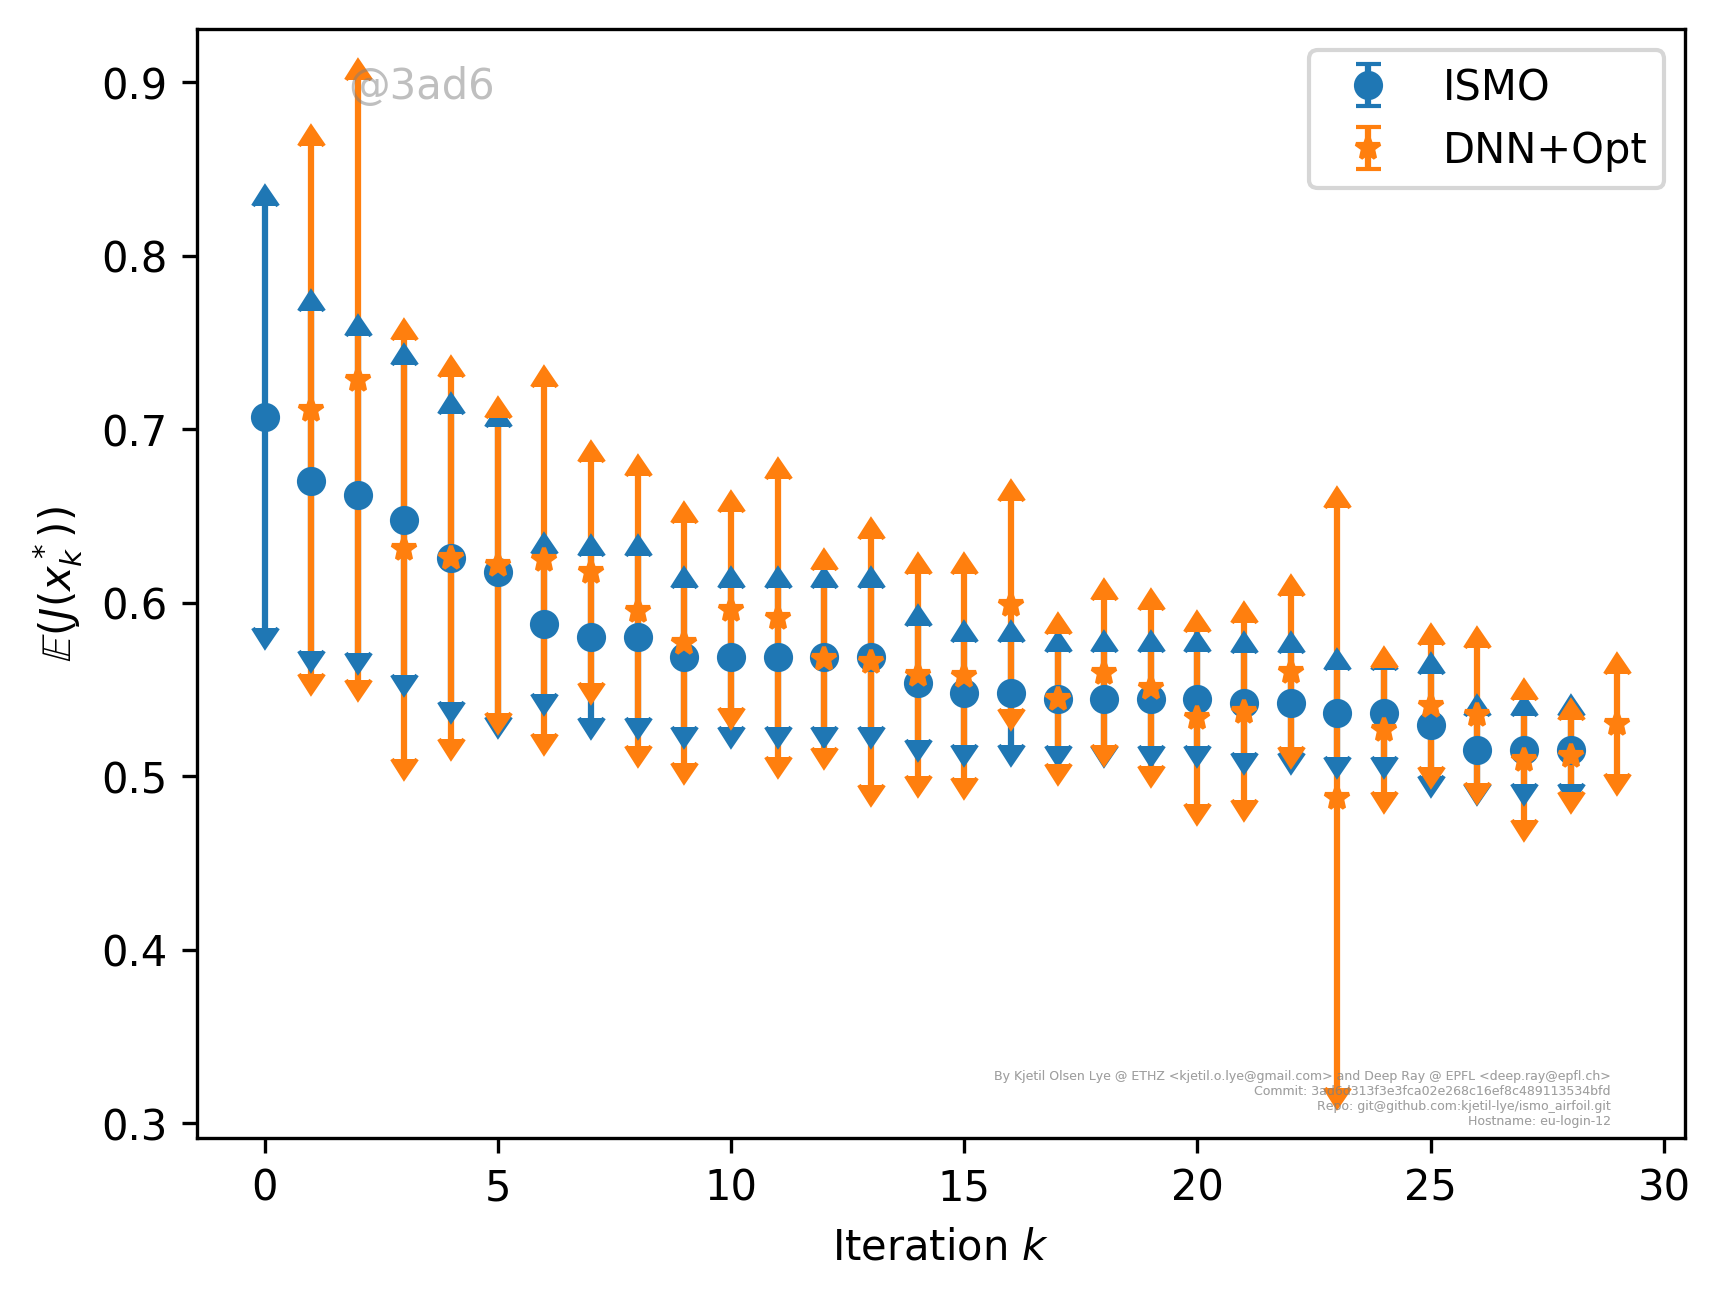 @3ad6
ISMO
DNN+Opt
0.9
0.8
0.7
0.6
0.5
0.4
0.3
𝔼(J(x*k))
By Kjetil Olsen Lye @ ETHZ <kjetil.o.lye@gmail.com> and Deep Ray @ EPFL <deep.ray@epfl.ch>
Repo: git@github.com:kjetil-lye/ismo_airfoil.git
Hostname: eu-login-12
0 5 10 15 20 25 30
Iteration k